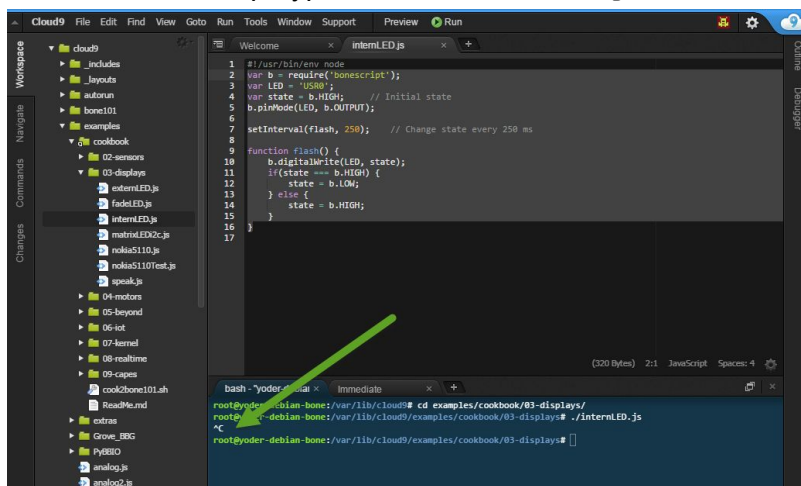 Cloud9 File Edit Find View Goto Run Tools Window Support Preview Run
Workspace
Navigate
Commands
Changes
cloud9
_includes
_layouts
autorun
bone101
examples
cookbook
02-sensors
03-displays
externLED.js
fadeLED.js
internLED.js
matrixLEDi2c.js
nokia5110.js
nokia5110Test.js
speak.js
04-motors
05-beyond
06-iot
07-kernel
08-realtime
09-capes
cook2bone101.sh
ReadMe.md
extras
Grove_BBG
PyBBIO
analog.js
analog2.js
Welcome × internLED.js × +
1 #!/usr/bin/env node
2 var b = require('bonescript');
3 var LED = 'USR0';
4 var state = b.HIGH; // Initial state
5 b.pinMode(LED, b.OUTPUT);
6
7 setInterval(flash, 250); // Change state every 250 ms
8
9 function flash() {
10 b.digitalWrite(LED, state);
11 if(state === b.HIGH) {
12 state = b.LOW;
13 } else {
14 state = b.HIGH;
15 }
16 }
17
(320 Bytes) 2:1 JavaScript Spaces: 4
Outline
Debugger
bash - "yoder-debian × Immediate × +
root@yoder-debian-bone:/var/lib/cloud9# cd examples/cookbook/03-displays/
root@yoder-debian-bone:/var/lib/cloud9/examples/cookbook/03-displays# ./internLED.js
^C
root@yoder-debian-bone:/var/lib/cloud9/examples/cookbook/03-displays#